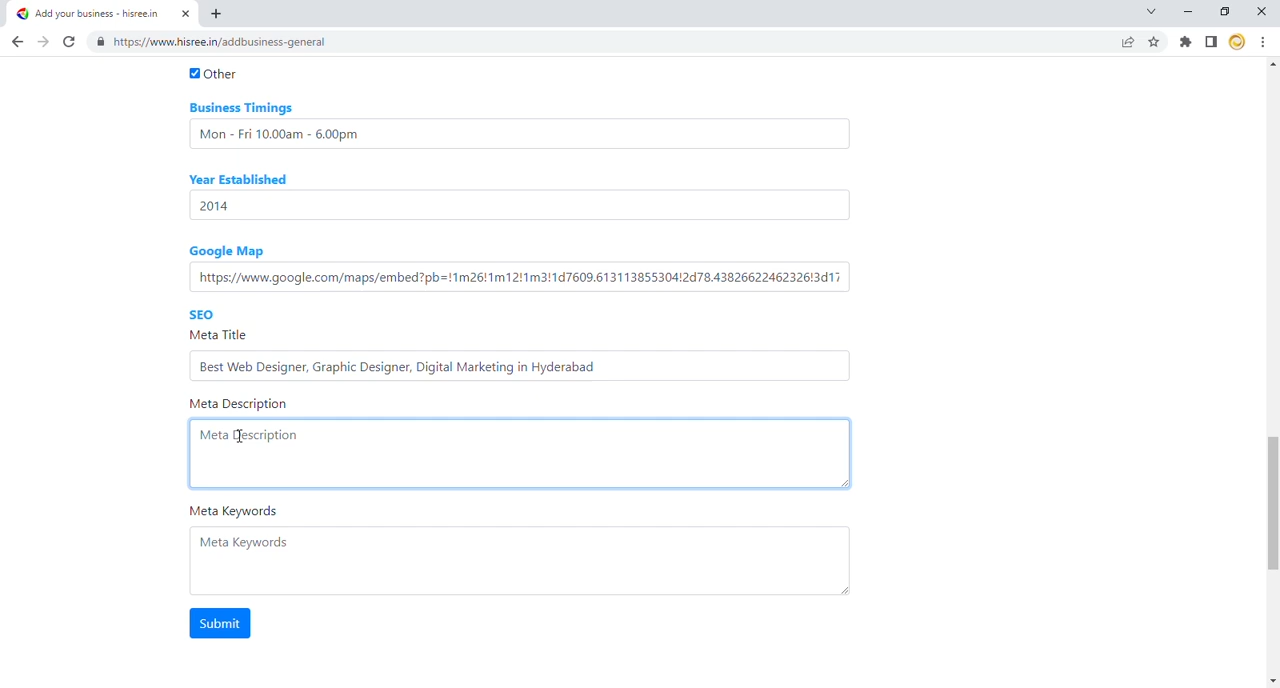 Add your business - hisree.in
https://www.hisree.in/addbusiness-general
Other
Business Timings
Mon - Fri 10.00am - 6.00pm
Year Established
2014
Google Map
https://www.google.com/maps/embed?pb=!1m26!1m12!1m3!1d7609.613113855304!2d78.43826622462326!3d17
SEO
Meta Title
Best Web Designer, Graphic Designer, Digital Marketing in Hyderabad
Meta Description
Meta Description
Meta Keywords
Meta Keywords
Submit